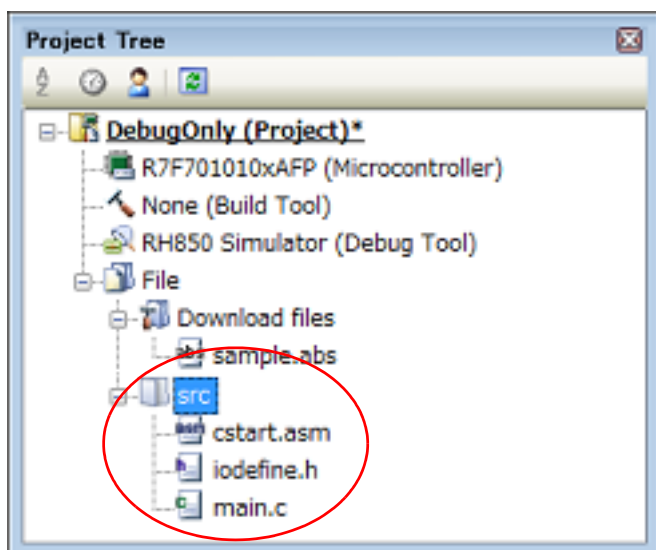 Project Tree
DebugOnly (Project)*
R7F701010xAFP (Microcontroller)
None (Build Tool)
RH850 Simulator (Debug Tool)
File
Download files
sample.abs
src
cstart.asm
iodefine.h
main.c